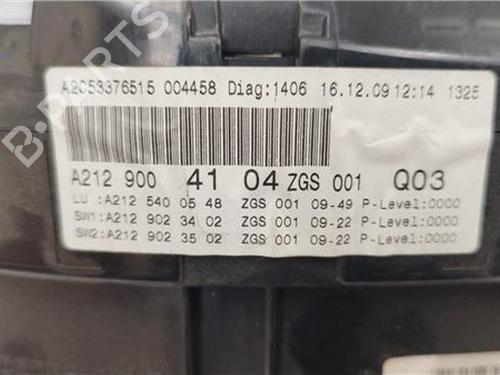 A2C53376515 004458 Diag:1406 16.12.09 12:14 1325
A212 900 41 04 ZGS 001 Q03
LU :A212 540 05 48 ZGS 001 09-49 P-Level:0000
SW1:A212 902 34 02 ZGS 001 09-22 P-Level:0000
SW2:A212 902 35 02 ZGS 001 09-22 P-Level:0000